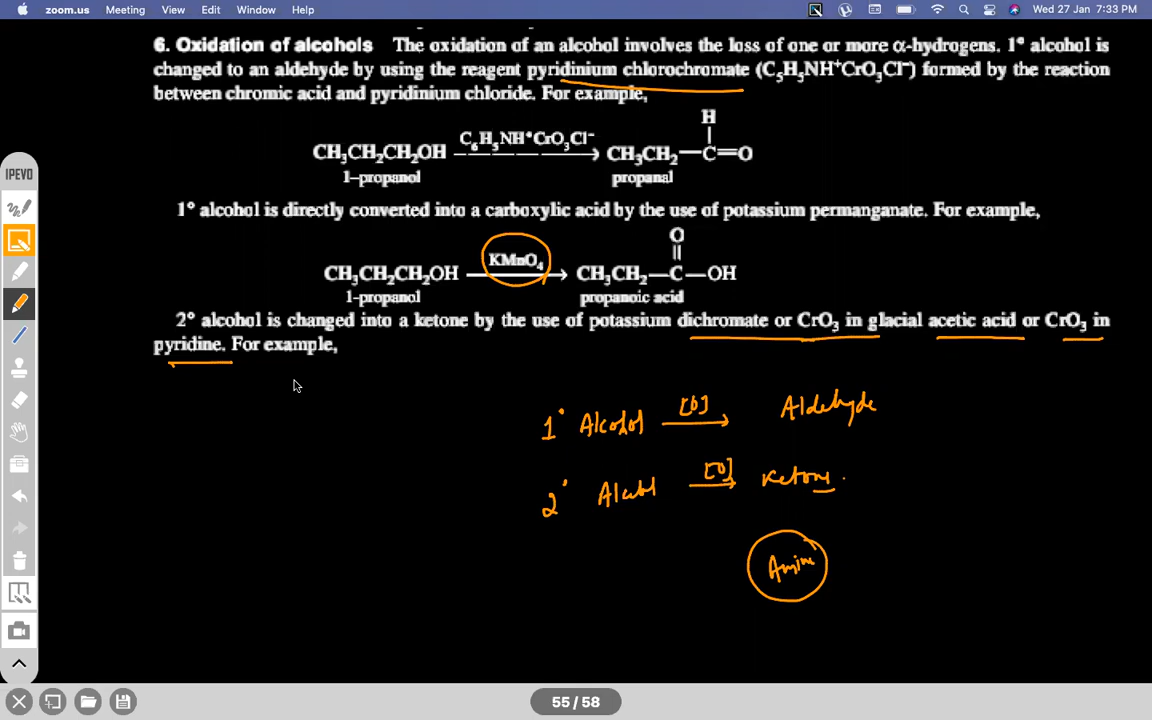 zoom.us Meeting View Edit Window Help Wed 27 Jan 7:33 PM
6. Oxidation of alcohols The oxidation of an alcohol involves the loss of one or more α-hydrogens. 1° alcohol is
changed to an aldehyde by using the reagent pyridinium chlorochromate (C₅H₅NH⁺CrO₃Cl⁻) formed by the reaction
between chromic acid and pyridinium chloride. For example,
H
CH₃CH₂CH₂OH C₆H₅NH⁺CrO₃Cl⁻ CH₃CH₂—C=O
1-propanol propanal
1° alcohol is directly converted into a carboxylic acid by the use of potassium permanganate. For example,
O
CH₃CH₂CH₂OH KMnO₄ CH₃CH₂—C—OH
1-propanol propanoic acid
2° alcohol is changed into a ketone by the use of potassium dichromate or CrO₃ in glacial acetic acid or CrO₃ in
pyridine. For example,
1° Alcohol [O] → Aldehyde
2° Alcohol [O] → Ketone.
Amine
IPEVO
55 / 58